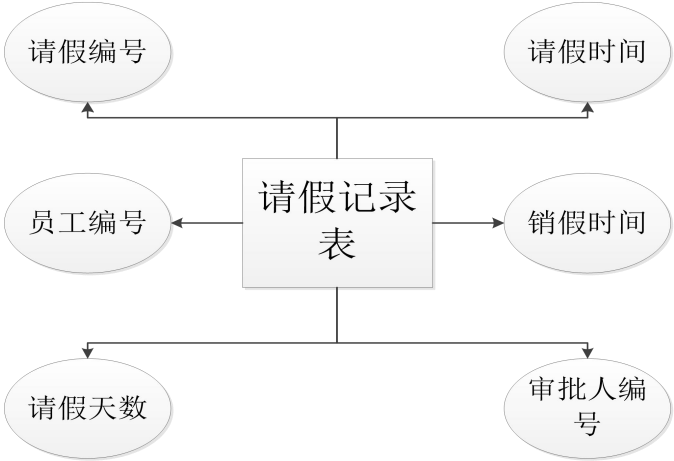 请假编号
请假时间
员工编号
请假记录
表
销假时间
请假天数
审批人编
号